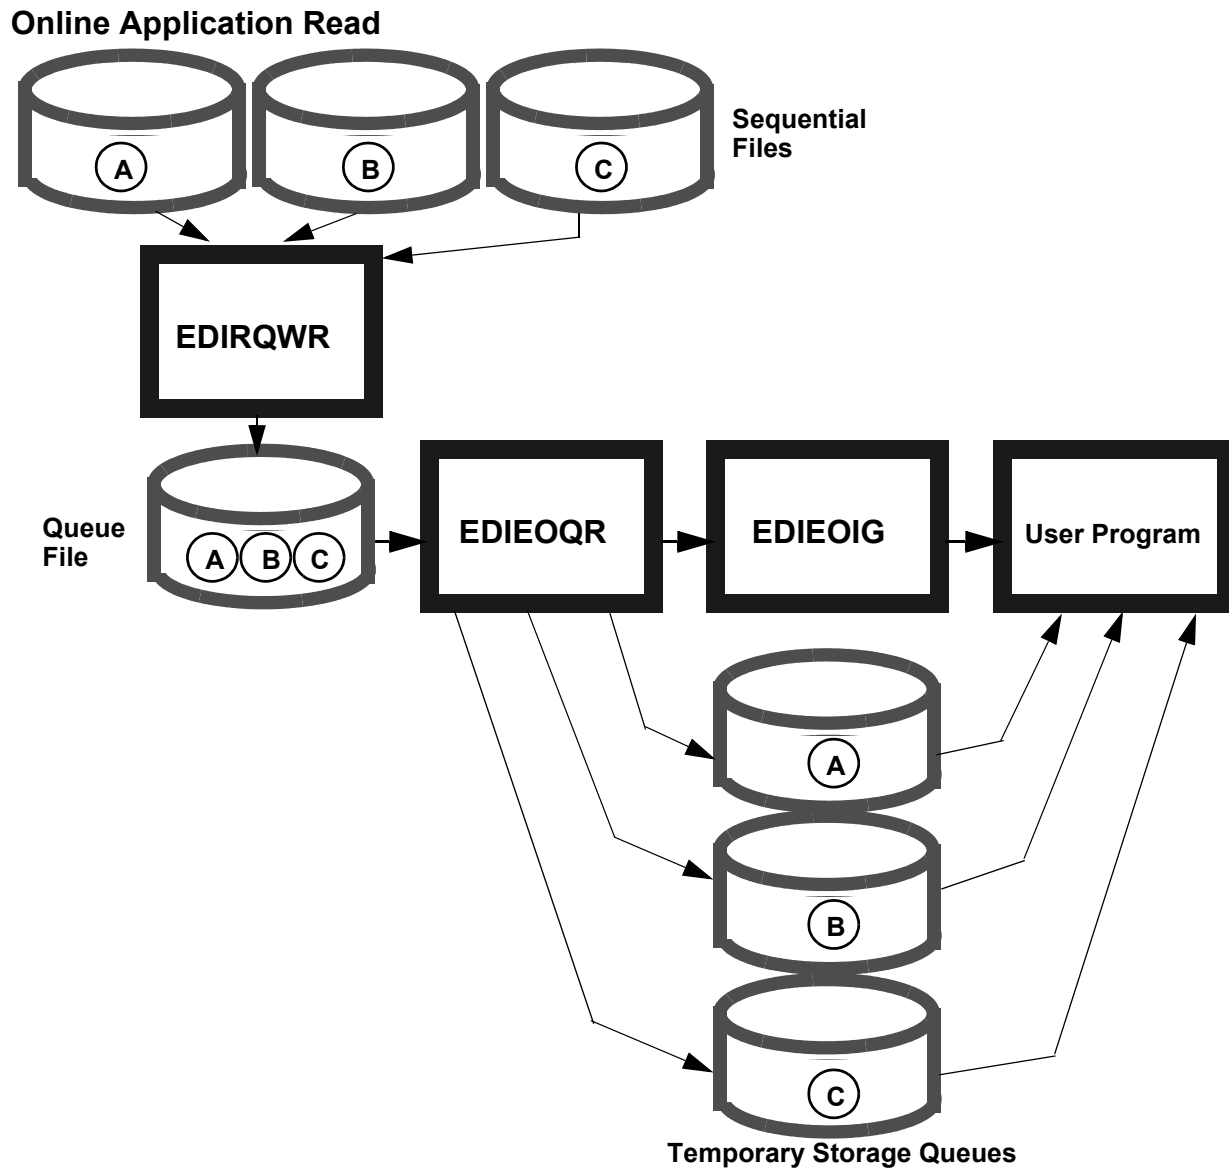 Online Application Read
A
B
C
Sequential
Files
EDIRQWR
Queue
File
A B C
EDIEOQR
EDIEOIG
User Program
A
B
C
Temporary Storage Queues